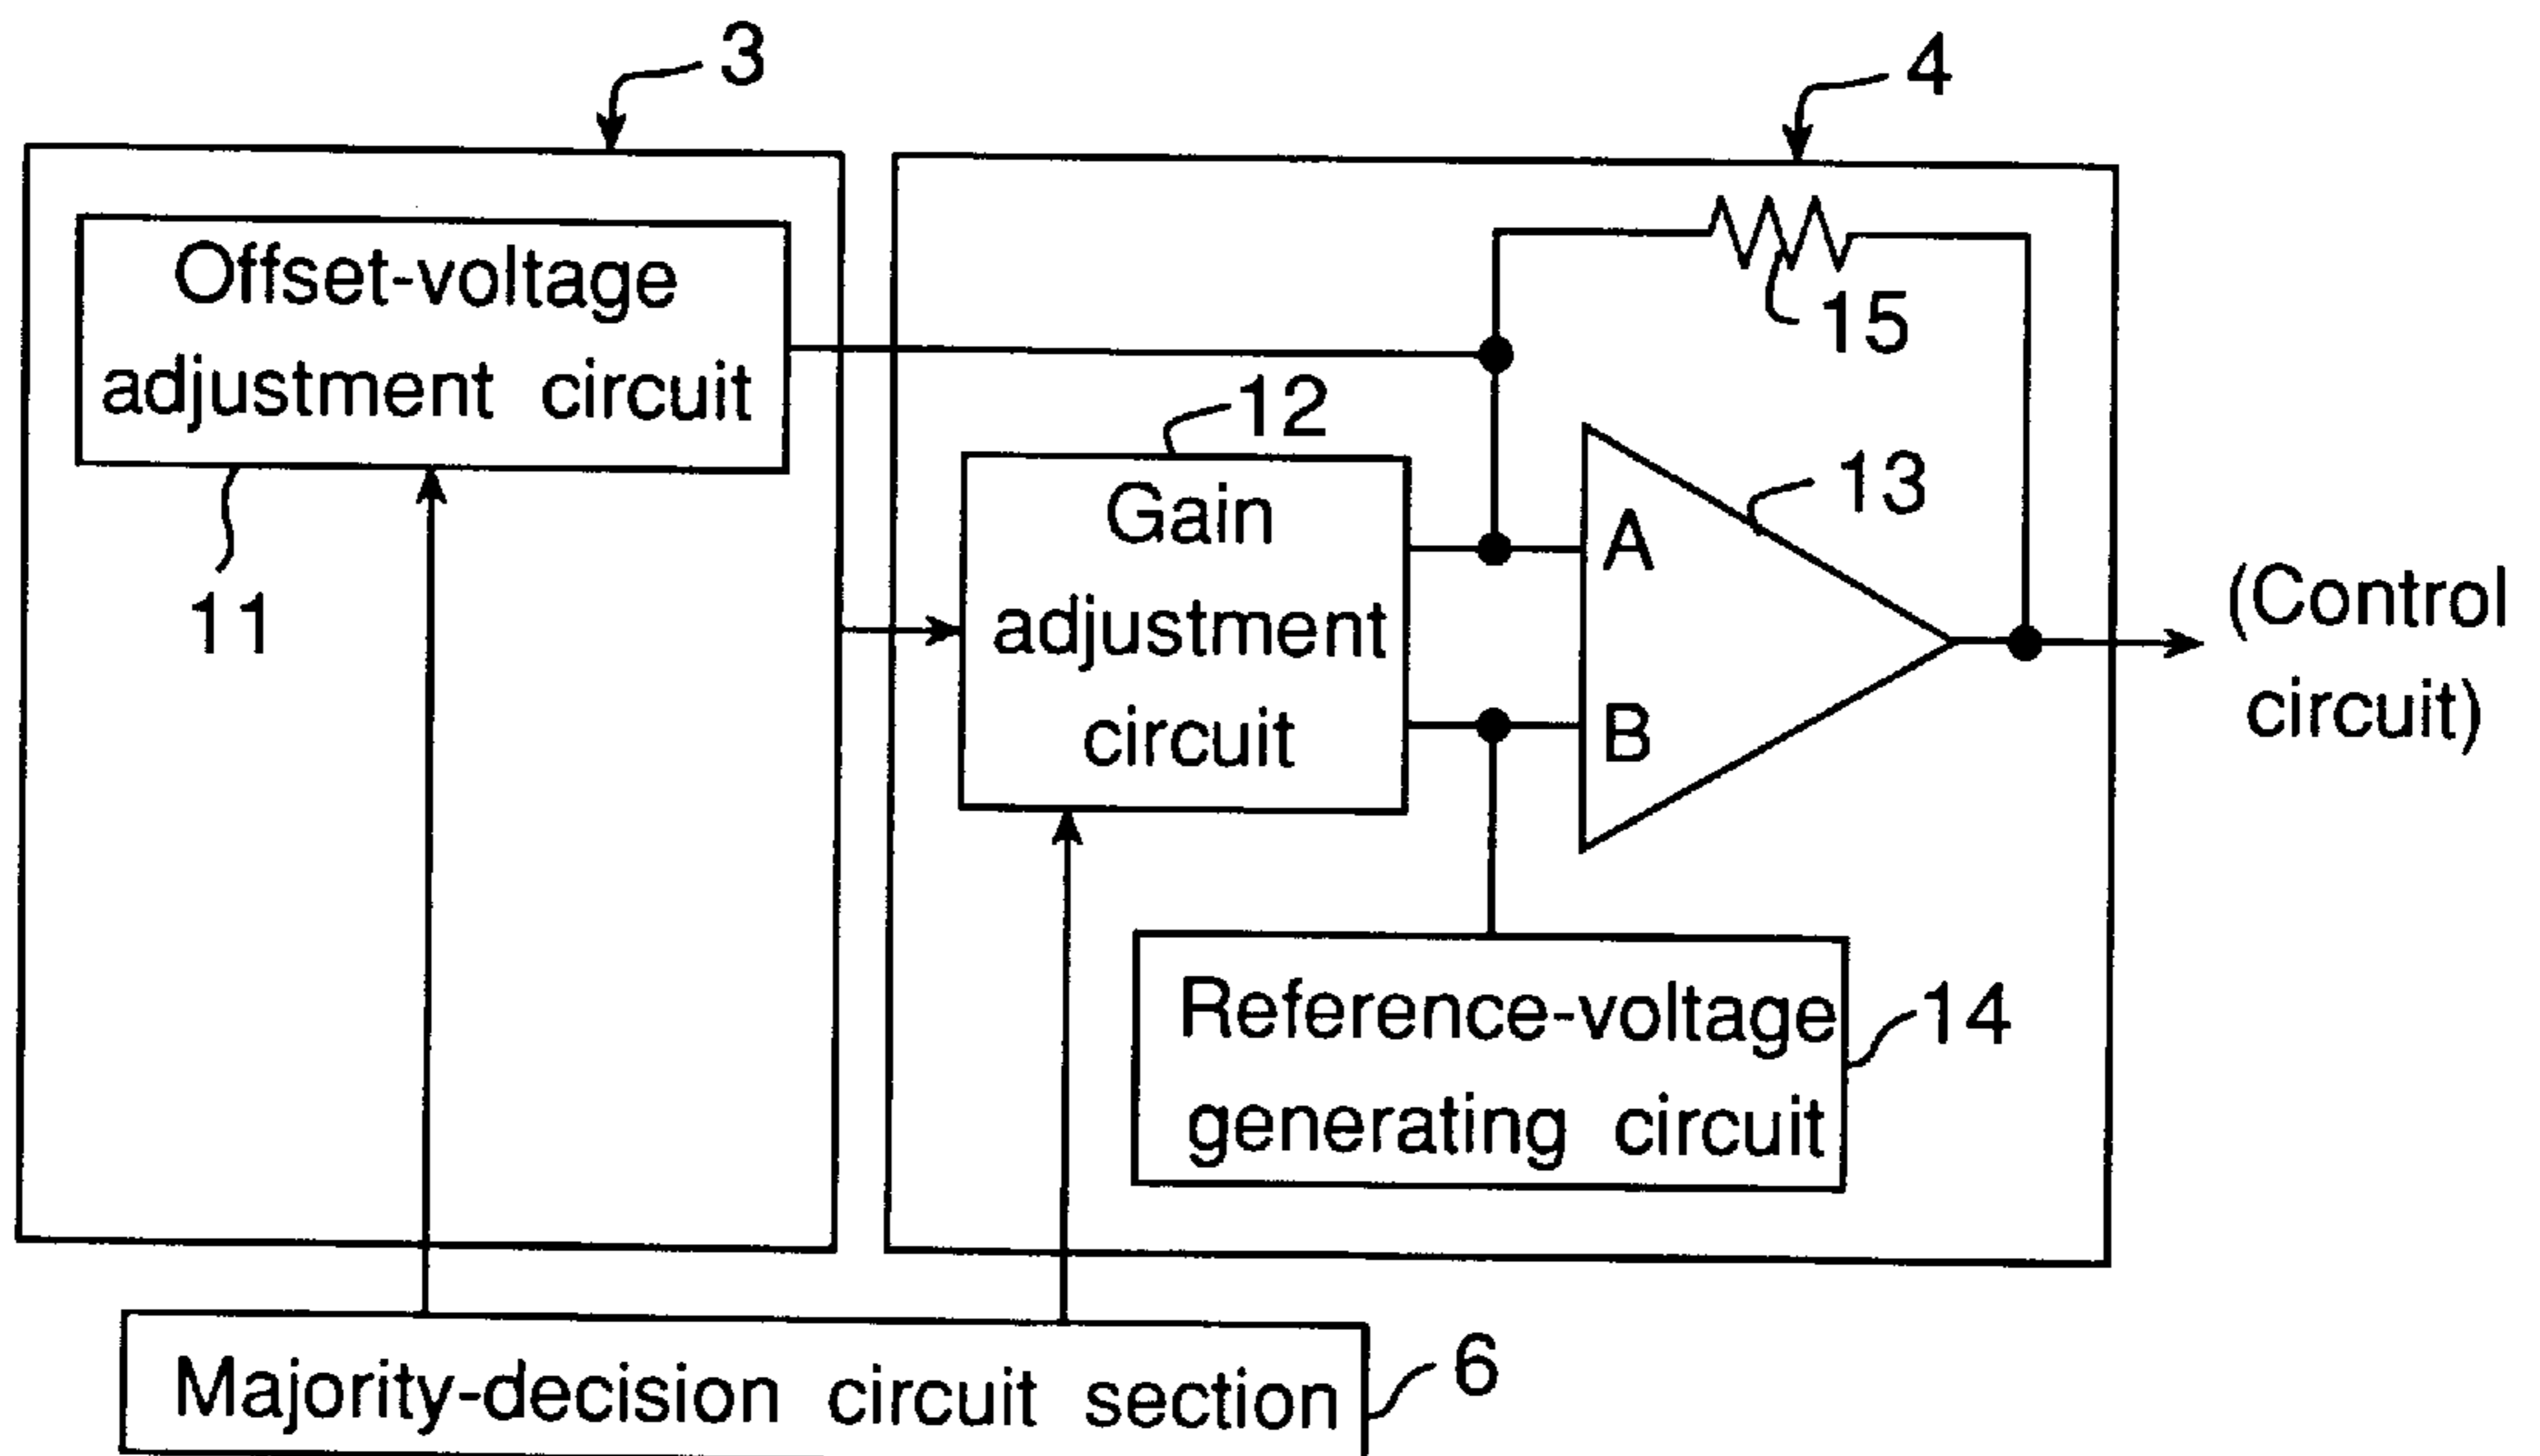 3
4
Offset-voltage
adjustment circuit
11
15
12
Gain
adjustment
circuit
13
A
B
(Control
circuit)
Reference-voltage
generating circuit
14
Majority-decision circuit section
6